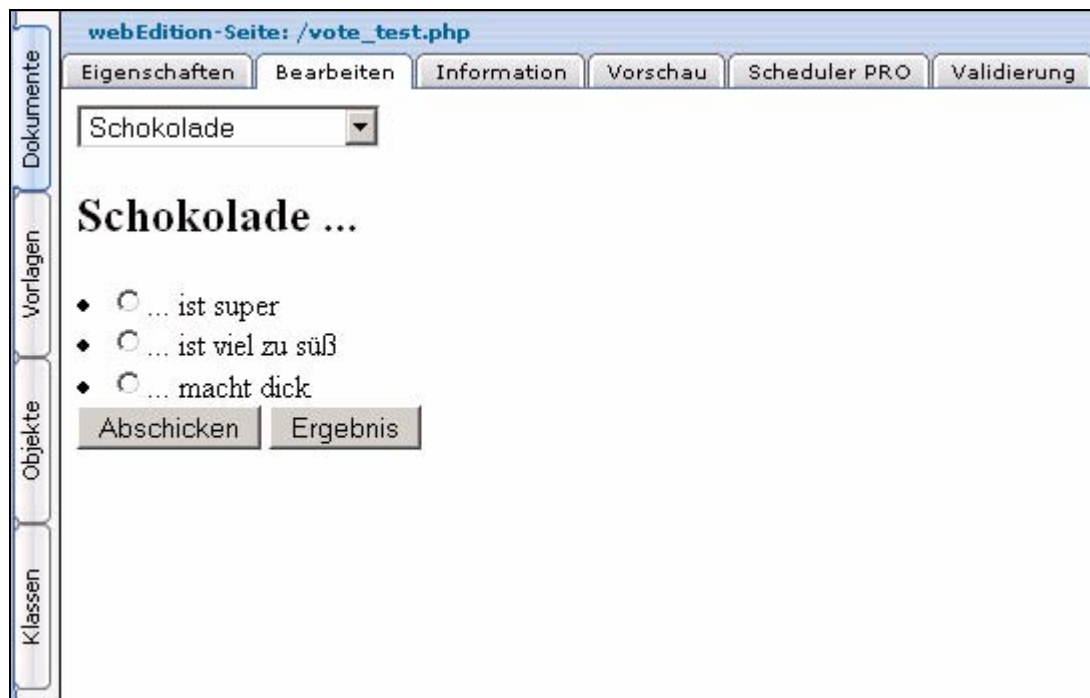 webEdition-Seite: /vote_test.php
Eigenschaften Bearbeiten Information Vorschau Scheduler PRO Validierung
Dokumente
Vorlagen
Objekte
Klassen
Schokolade
Schokolade ...
... ist super
... ist viel zu süß
... macht dick
Abschicken Ergebnis